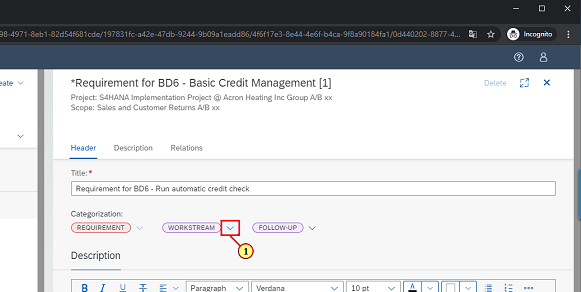 98-4971-8eb1-82d54f681cde/197831fc-a42e-47db-9244-9b09a1eadd86/4f6f17e3-8e44-4e6f-b4ca-9f8a90184fa1/0d440202-8877-4... Incognito
eate
*Requirement for BD6 - Basic Credit Management [1] Delete
Project: S4HANA Implementation Project @ Acron Heating Inc Group A/B xx
Scope: Sales and Customer Returns A/B xx
Header Description Relations
Title:*
Requirement for BD6 - Run automatic credit check
Categorization:
REQUIREMENT WORKSTREAM FOLLOW-UP
1
Description
B I U T Paragraph Verdana 10 pt A